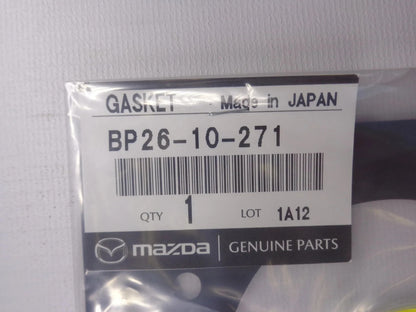 GASKET Made in JAPAN
BP26-10-271
QTY 1 LOT 1A12
mazda GENUINE PARTS